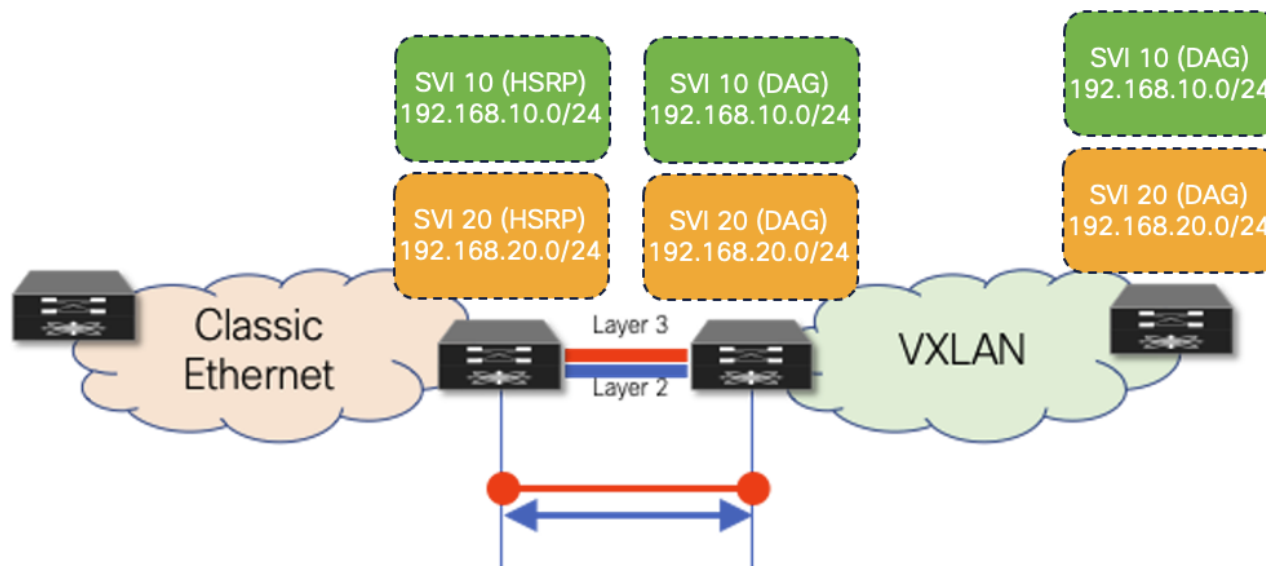 SVI 10 (HSRP)
192.168.10.0/24
SVI 10 (DAG)
192.168.10.0/24
SVI 10 (DAG)
192.168.10.0/24
SVI 20 (HSRP)
192.168.20.0/24
SVI 20 (DAG)
192.168.20.0/24
SVI 20 (DAG)
192.168.20.0/24
Classic
Ethernet
Layer 3
Layer 2
VXLAN